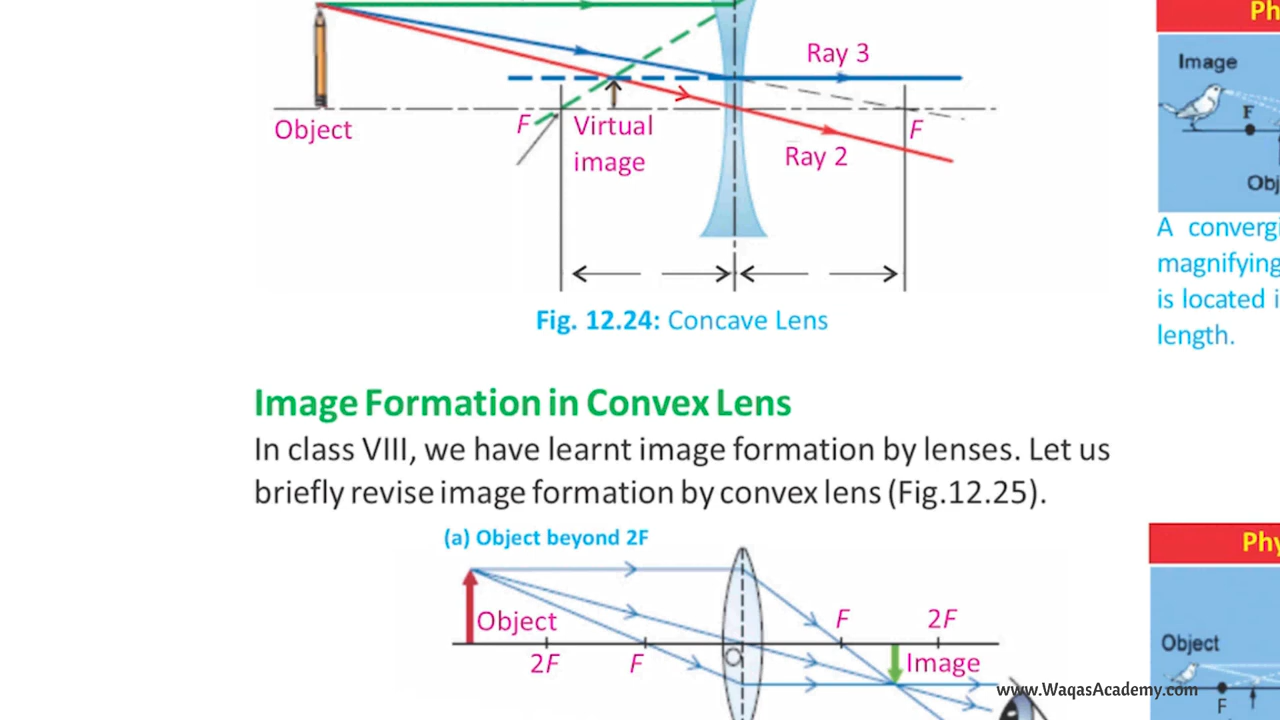 Ph
Ray 3
Image
F
Object
F
Virtual
image
Ray 2
F
Obj
A convergi
magnifying
is located i
length.
Fig. 12.24: Concave Lens
Image Formation in Convex Lens
In class VIII, we have learnt image formation by lenses. Let us
briefly revise image formation by convex lens (Fig.12.25).
(a) Object beyond 2F
Phy
Object
F
2F
2F
F
O
Image
Object
F
www.WaqasAcademy.com